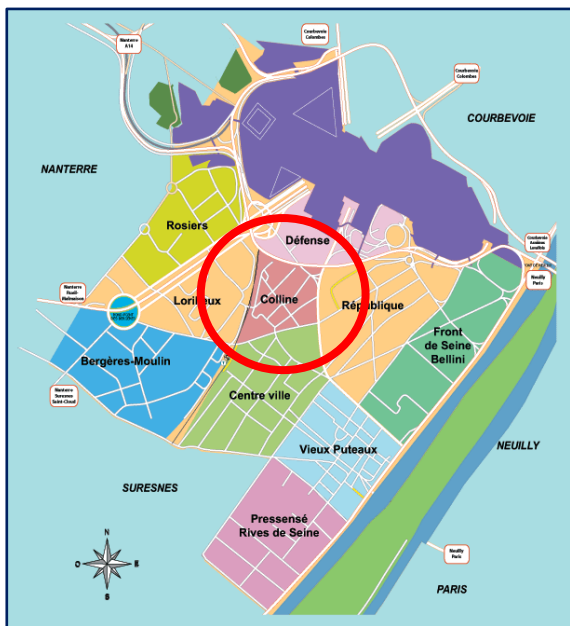 Nanterre
A14
Courbevoie
Colombes
Courbevoie
Colombes
COURBEVOIE
NANTERRE
Rosiers
Défense
Nanterre
Rueil-
Malmaison
Lorilleux
Colline
République
Neuilly
Paris
Front
de Seine
Bellini
Bergères-Moulin
Centre ville
Nanterre
Suresnes
Saint-Cloud
Vieux Puteaux
NEUILLY
SURESNES
Pressensé
Rives de Seine
N
O
E
S
Neuilly
Paris
PARIS